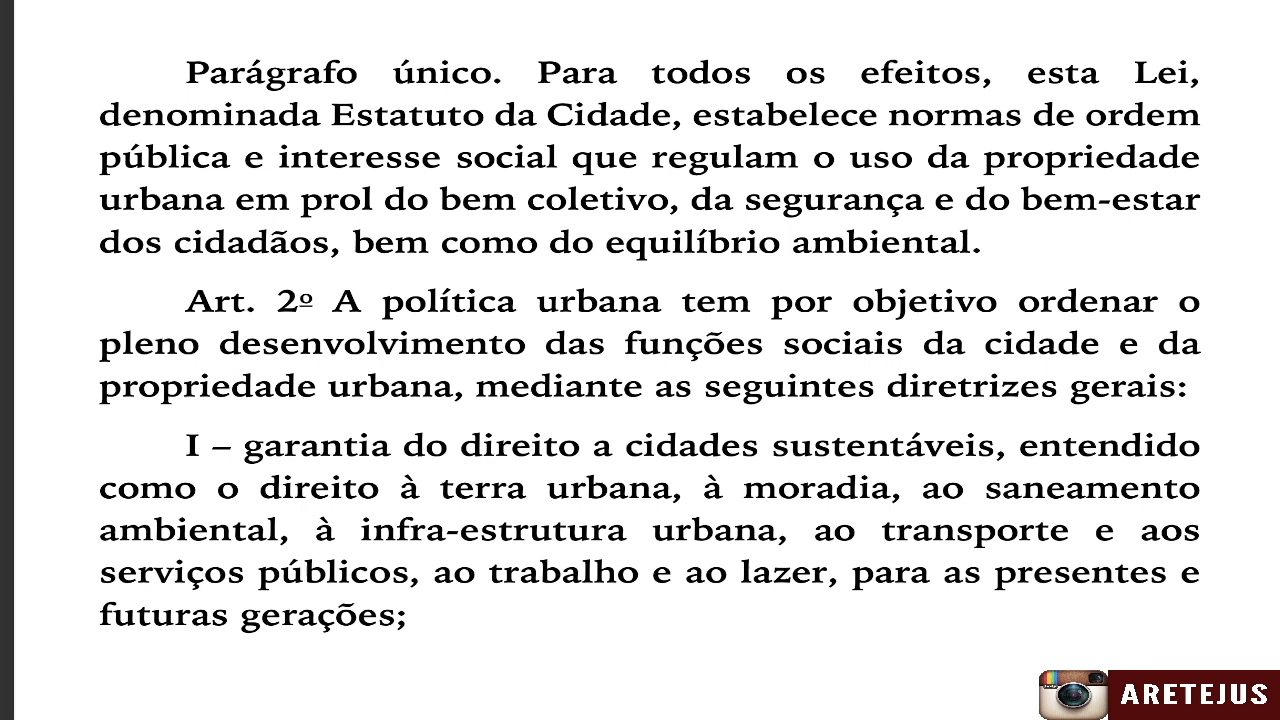 Parágrafo único. Para todos os efeitos, esta Lei,
denominada Estatuto da Cidade, estabelece normas de ordem
pública e interesse social que regulam o uso da propriedade
urbana em prol do bem coletivo, da segurança e do bem-estar
dos cidadãos, bem como do equilíbrio ambiental.
Art. 2º A política urbana tem por objetivo ordenar o
pleno desenvolvimento das funções sociais da cidade e da
propriedade urbana, mediante as seguintes diretrizes gerais:
I – garantia do direito a cidades sustentáveis, entendido
como o direito à terra urbana, à moradia, ao saneamento
ambiental, à infra-estrutura urbana, ao transporte e aos
serviços públicos, ao trabalho e ao lazer, para as presentes e
futuras gerações;
ARETEJUS